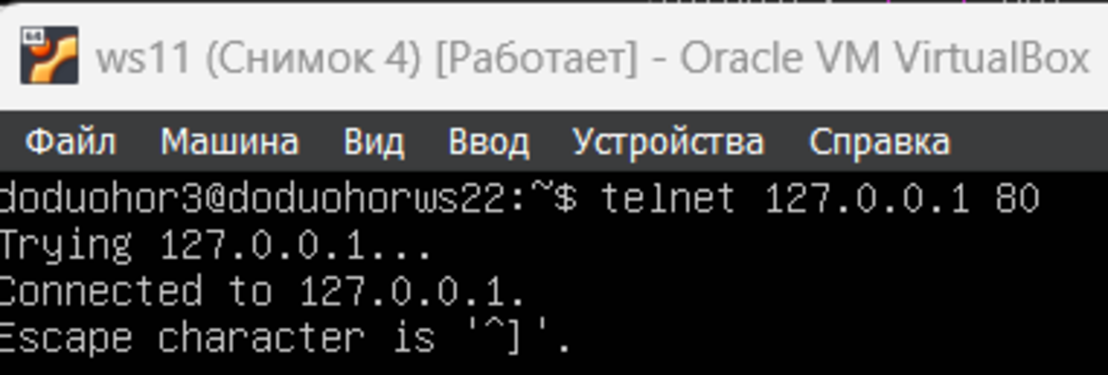 ws11 (Снимок 4) [Работает] - Oracle VM VirtualBox
Файл Машина Вид Ввод Устройства Справка
doduohor3@doduohorws22:~$ telnet 127.0.0.1 80
Trying 127.0.0.1...
Connected to 127.0.0.1.
Escape character is '^]'.